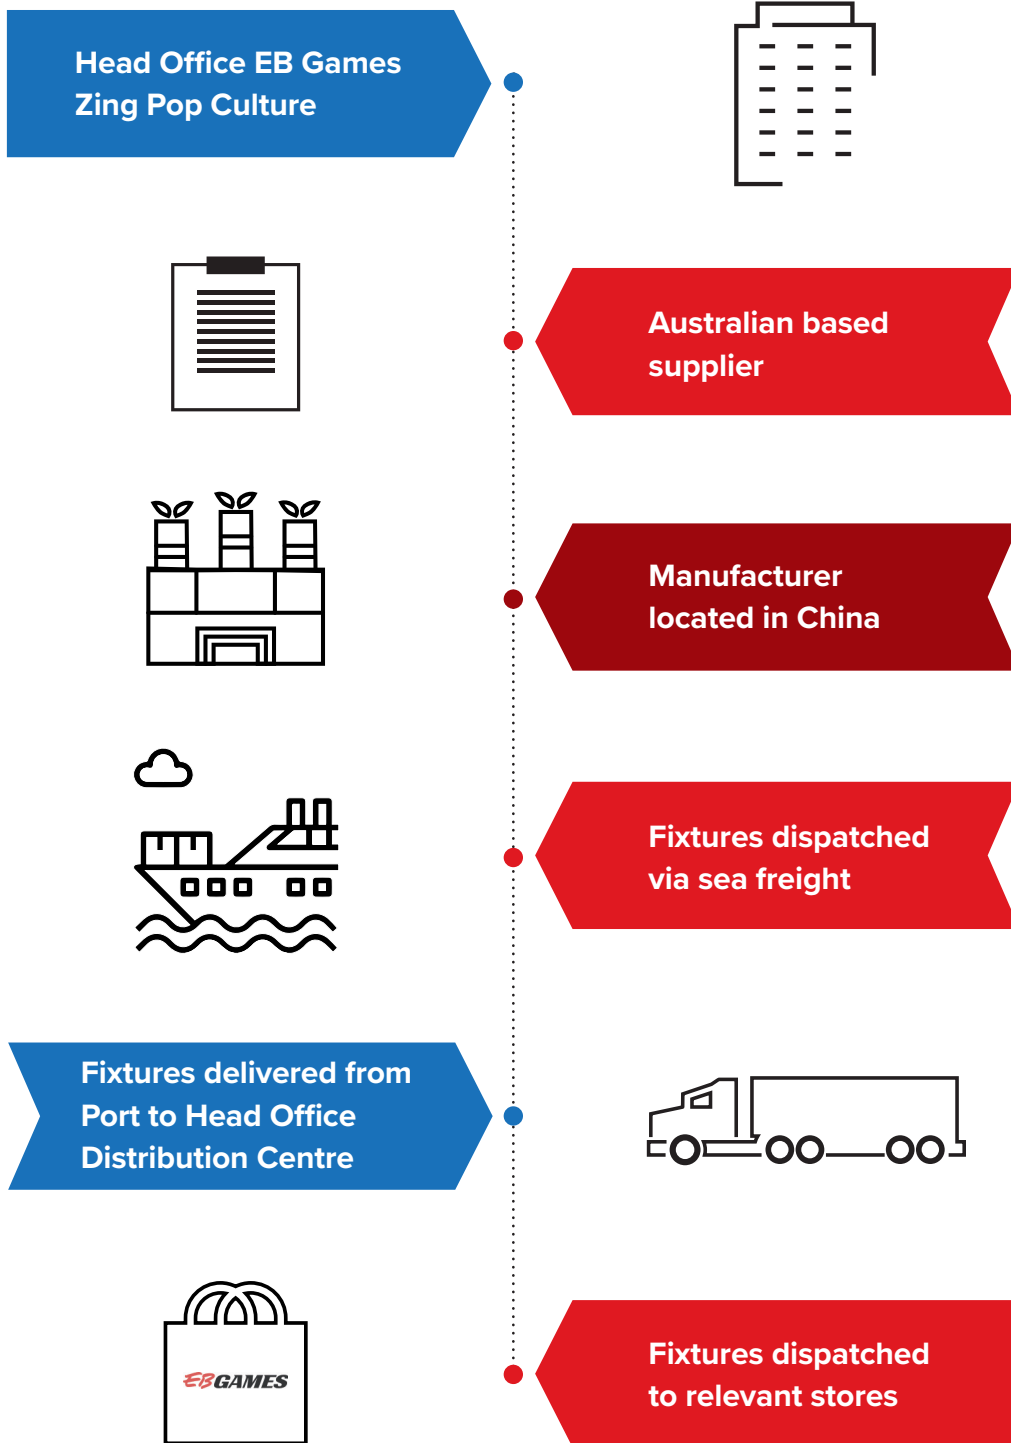 Head Office EB Games
Zing Pop Culture
Australian based
supplier
Manufacturer
located in China
Fixtures dispatched
via sea freight
Fixtures delivered from
Port to Head Office
Distribution Centre
EBGAMES
Fixtures dispatched
to relevant stores